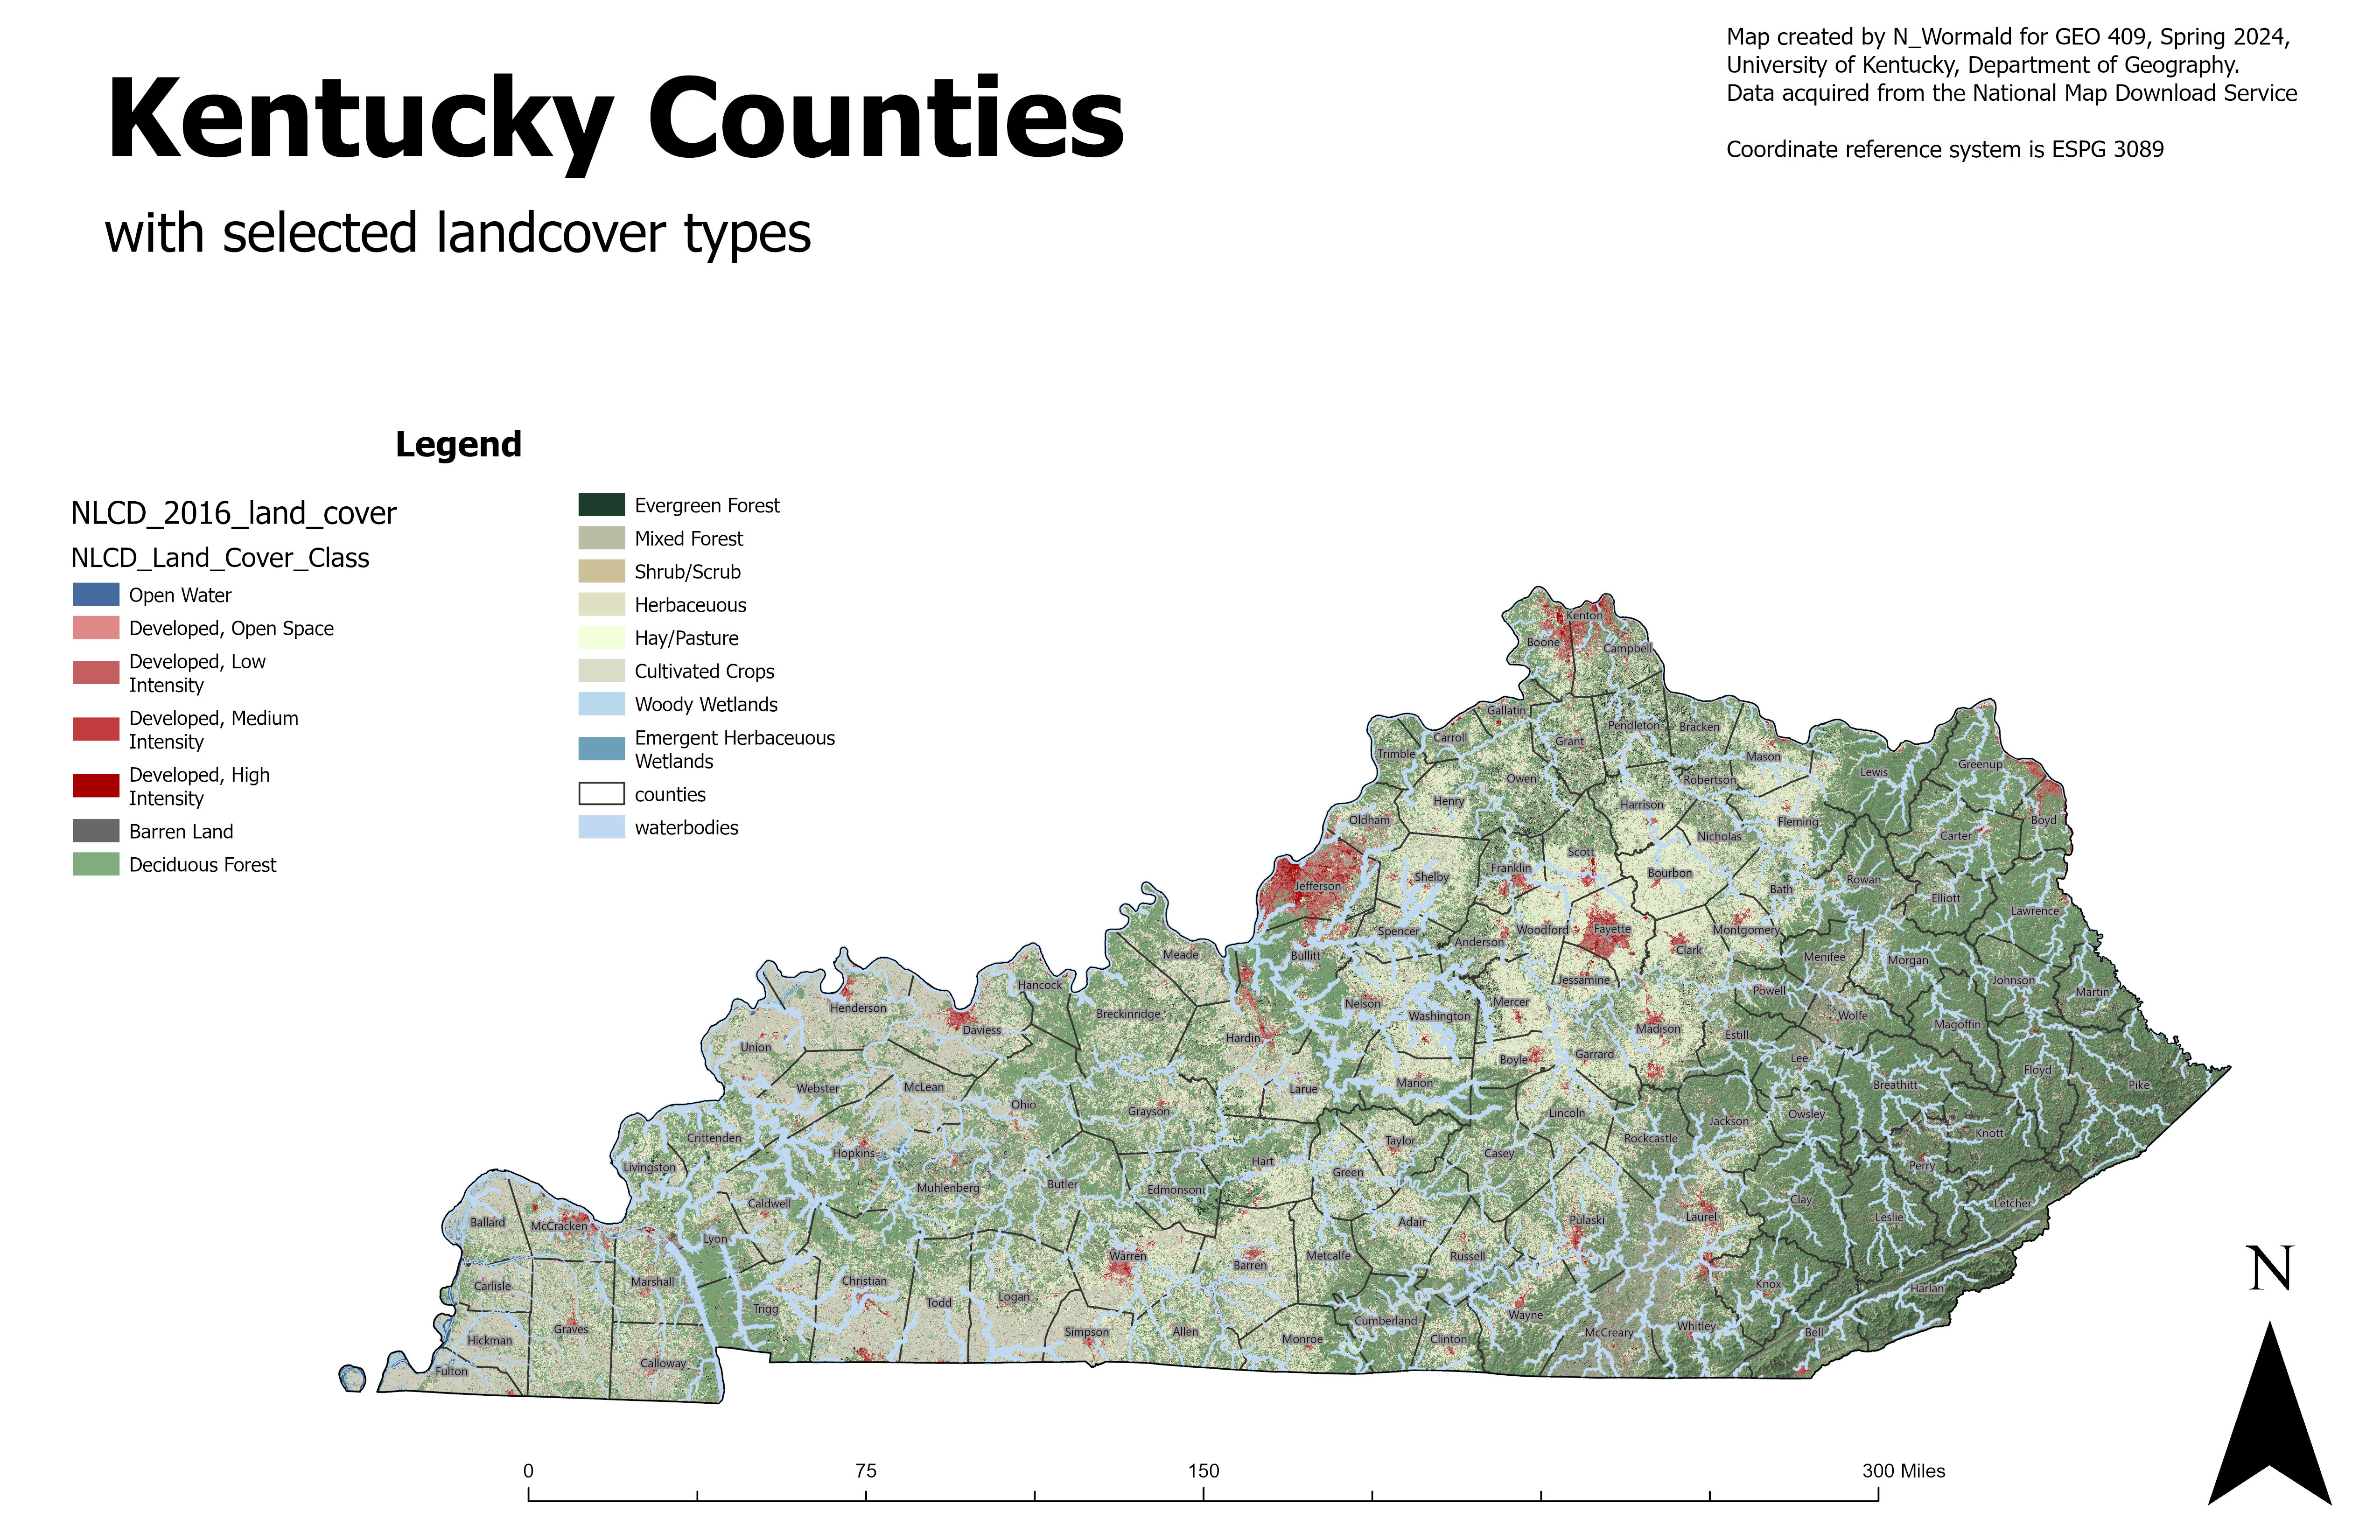 Kentucky Counties
with selected landcover types
Map created by N_Wormald for GEO 409, Spring 2024,
University of Kentucky, Department of Geography.
Data acquired from the National Map Download Service
Coordinate reference system is ESPG 3089
Legend
NLCD_2016_land_cover
NLCD_Land_Cover_Class
Open Water
Developed, Open Space
Developed, Low
Intensity
Developed, Medium
Intensity
Developed, High
Intensity
Barren Land
Deciduous Forest
Evergreen Forest
Mixed Forest
Shrub/Scrub
Herbaceuous
Hay/Pasture
Cultivated Crops
Woody Wetlands
Emergent Herbaceuous
Wetlands
counties
waterbodies
Kenton
Boone
Campbell
Gallatin
Pendleton
Bracken
Carroll
Grant
Trimble
Mason
Greenup
Lewis
Owen
Robertson
Henry
Harrison
Oldham
Fleming
Boyd
Nicholas
Carter
Scott
Franklin
Bourbon
Shelby
Rowan
Jefferson
Bath
Elliott
Lawrence
Woodford
Fayette
Montgomery
Spencer
Anderson
Clark
Meade
Bullitt
Menifee
Morgan
Jessamine
Johnson
Hancock
Powell
Martin
Nelson
Mercer
Henderson
Breckinridge
Washington
Wolfe
Magoffin
Daviess
Madison
Estill
Hardin
Union
Garrard
Boyle
Lee
Floyd
Marion
Breathitt
Pike
Webster
McLean
Larue
Ohio
Grayson
Lincoln
Owsley
Jackson
Knott
Crittenden
Rockcastle
Taylor
Hopkins
Casey
Hart
Livingston
Perry
Green
Muhlenberg
Butler
Edmonson
Clay
Caldwell
Letcher
Ballard
McCracken
Adair
Pulaski
Laurel
Leslie
Lyon
Warren
Metcalfe
Russell
Barren
Marshall
Christian
Carlisle
Knox
Harlan
Logan
Todd
Trigg
Wayne
Cumberland
Graves
Whitley
Simpson
Allen
McCreary
Bell
Hickman
Monroe
Clinton
Calloway
Fulton
N
0
75
150
300 Miles